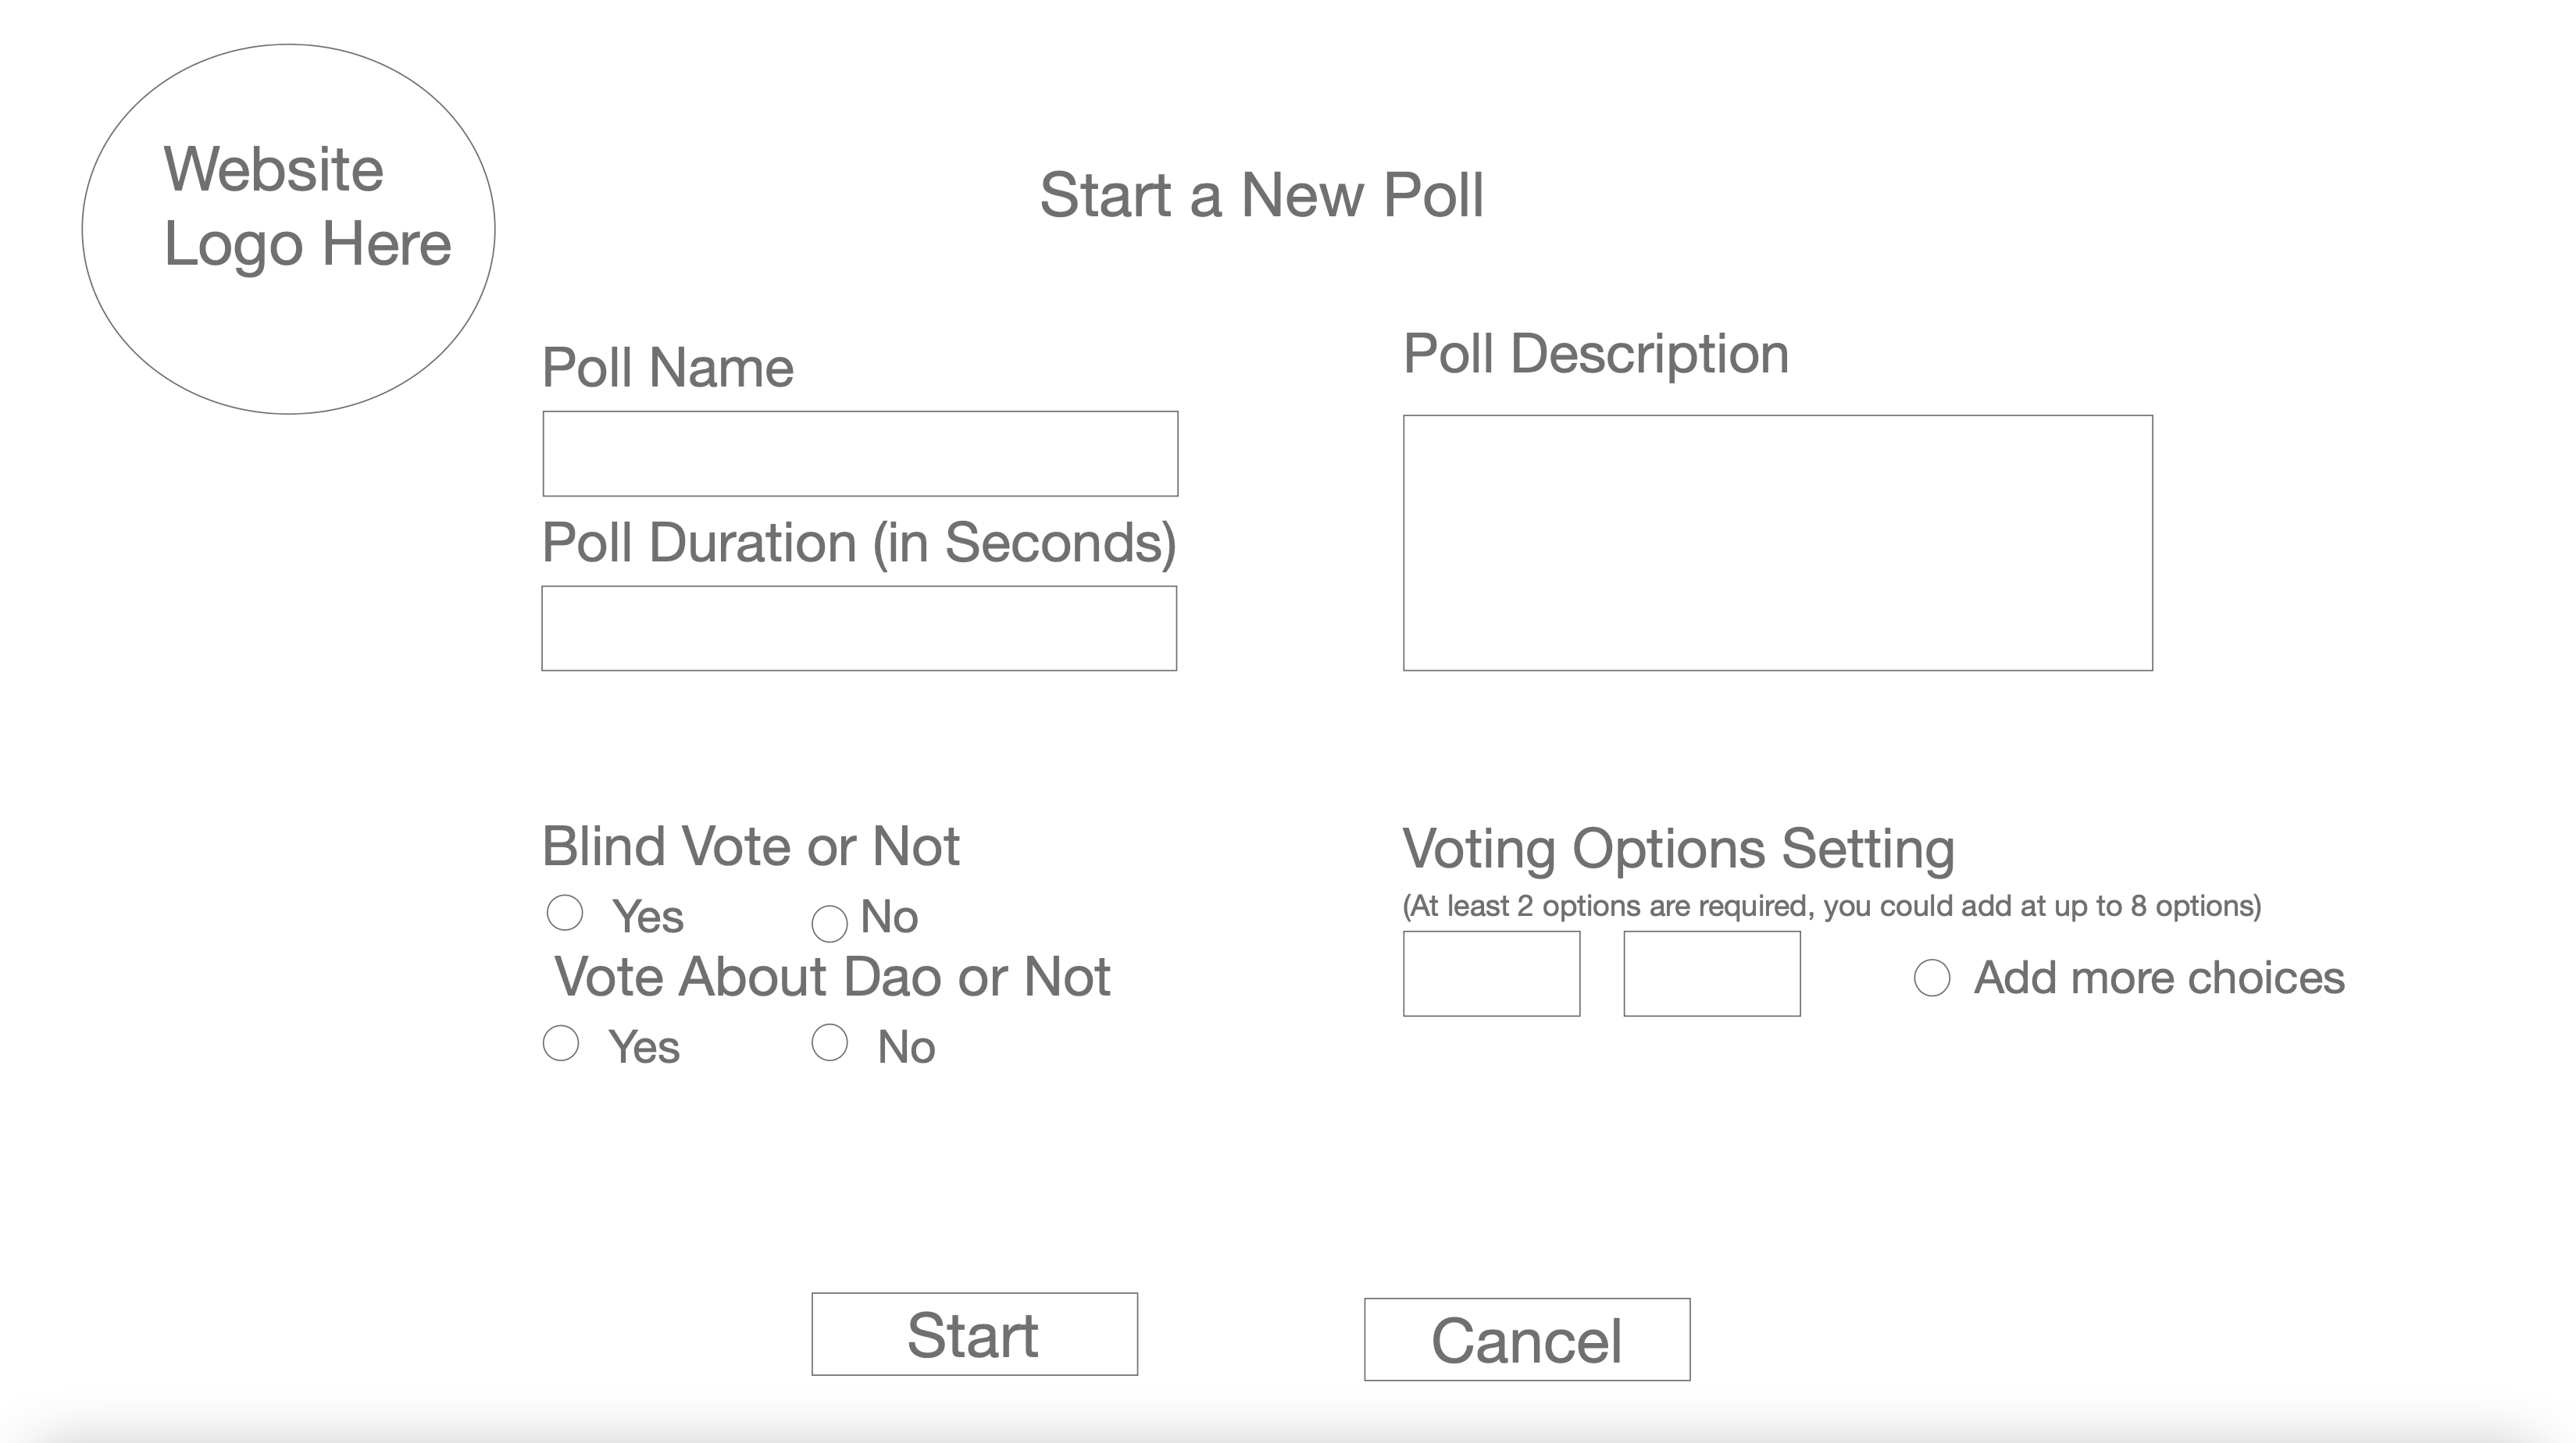 Website
Logo Here
Start a New Poll
Poll Name
Poll Description
Poll Duration (in Seconds)
Blind Vote or Not
Yes
No
Vote About Dao or Not
Yes
No
Voting Options Setting
(At least 2 options are required, you could add at up to 8 options)
Add more choices
Start
Cancel